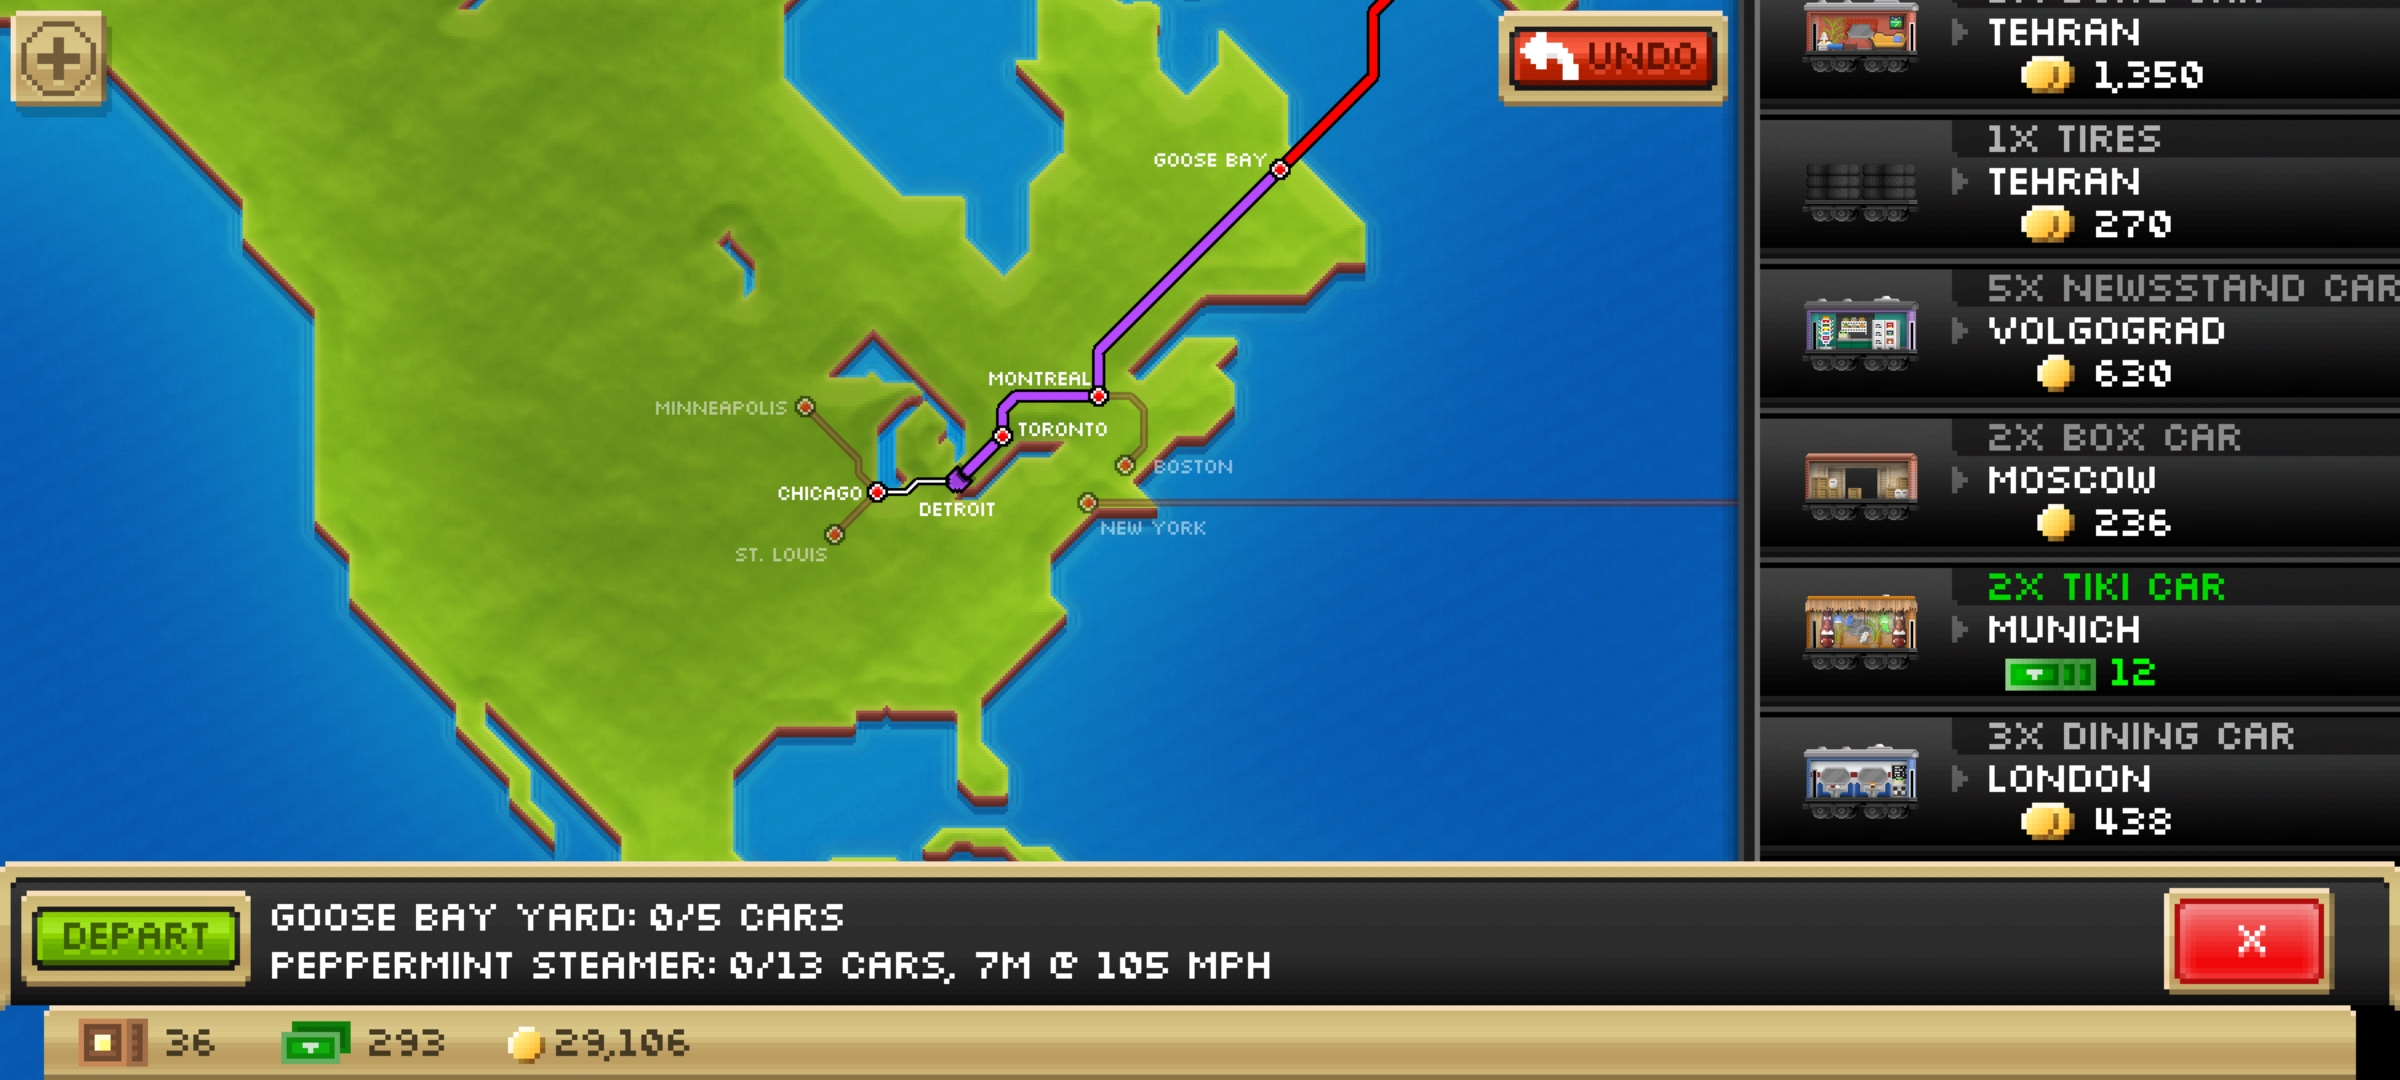 UNDO
GOOSE BAY
MONTREAL
MINNEAPOLIS
TORONTO
BOSTON
CHICAGO
DETROIT
NEW YORK
ST. LOUIS
TEHRAN
1,350
1X TIRES
TEHRAN
270
5X NEWSSTAND CAR
VOLGOGRAD
630
2X BOX CAR
MOSCOW
236
2X TIKI CAR
MUNICH
12
3X DINING CAR
LONDON
438
DEPART
GOOSE BAY YARD: 0/5 CARS
PEPPERMINT STEAMER: 0/13 CARS, 7M @ 105 MPH
X
36 293 29,106